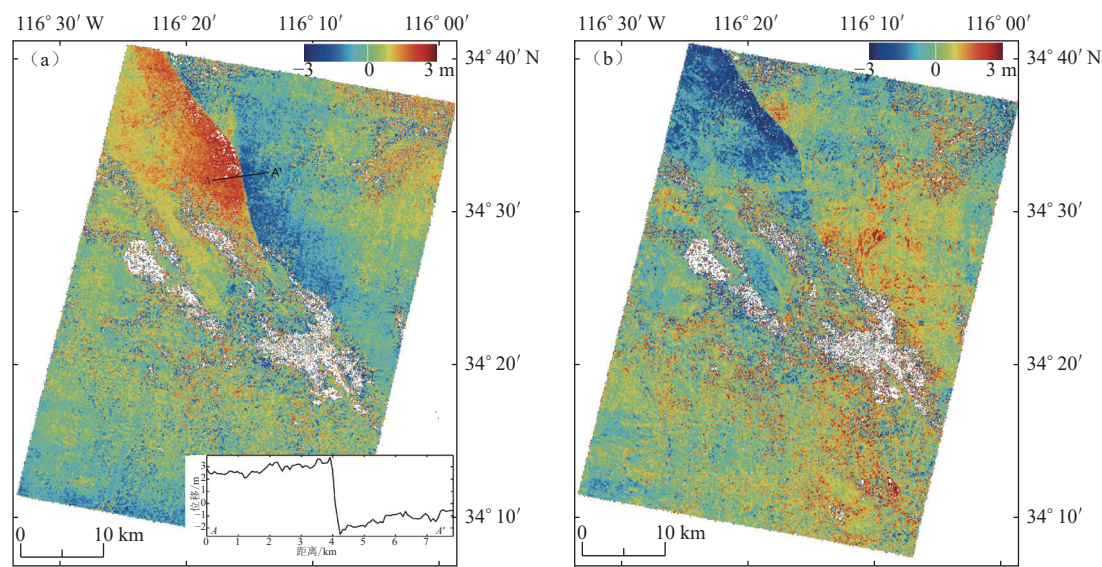 116° 30′ W 116° 20′ 116° 10′ 116° 00′
(a)
−3 0 3 m
34° 40′ N
34° 30′
34° 20′
34° 10′
A A′
位移/m
3
2
1
0
−1
−2
A A′
0 1 2 3 4 5 6 7
距离/km
0 10 km
116° 30′ W 116° 20′ 116° 10′ 116° 00′
(b)
−3 0 3 m
34° 40′ N
34° 30′
34° 20′
34° 10′
0 10 km